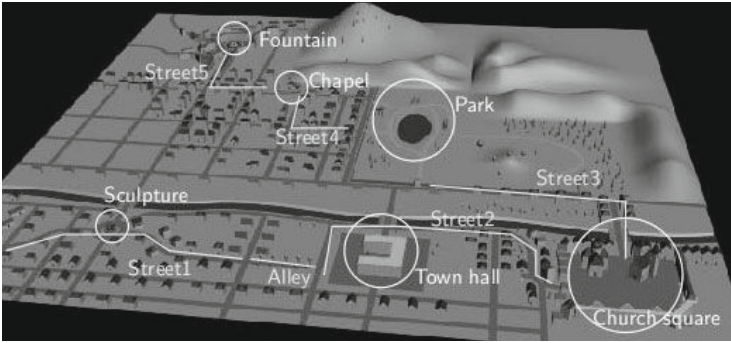 Fountain
Street5
Chapel
Park
Street4
Street3
Sculpture
Street2
Street1
Alley
Town hall
Church square